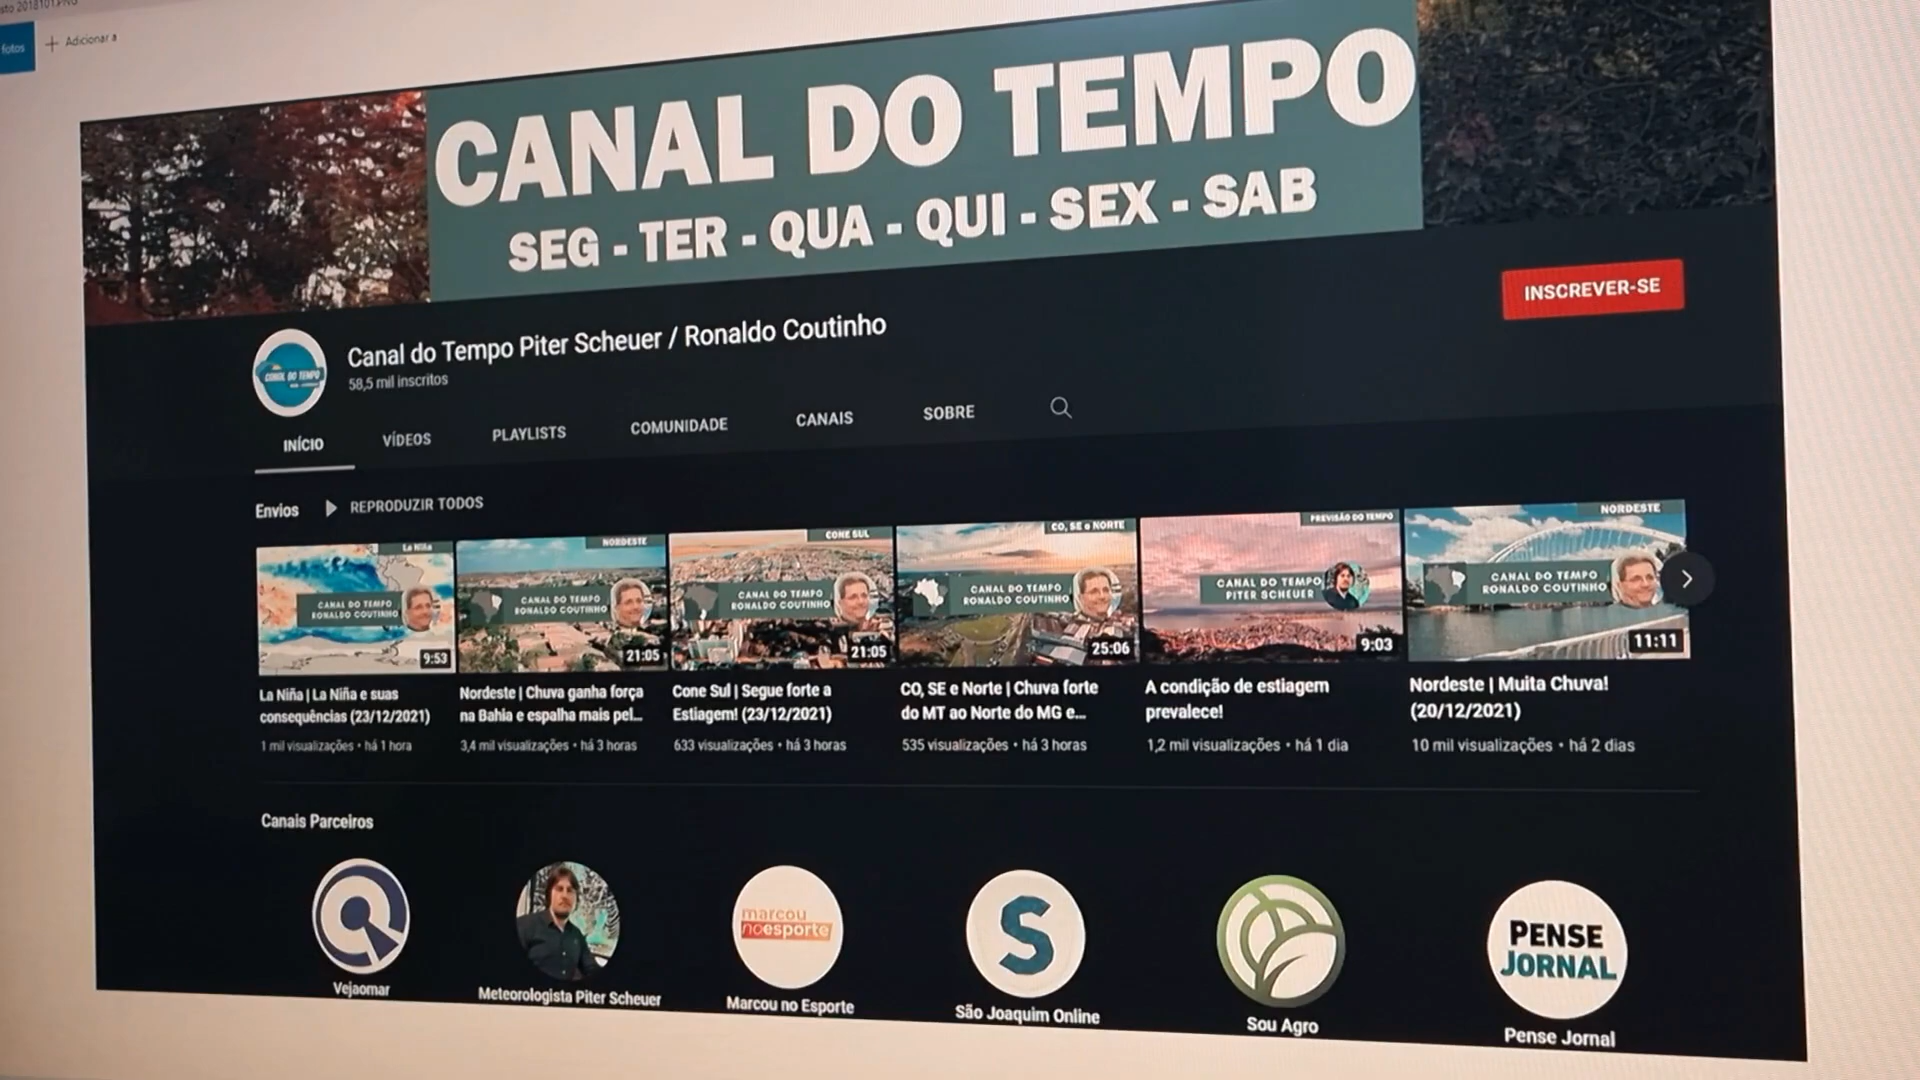 fotos
+ Adicionar a
CANAL DO TEMPO
SEG - TER - QUA - QUI - SEX - SAB
INSCREVER-SE
CANAL DO TEMPO
Canal do Tempo Piter Scheuer / Ronaldo Coutinho
58,5 mil inscritos
INÍCIO VÍDEOS PLAYLISTS COMUNIDADE CANAIS SOBRE
Envios REPRODUZIR TODOS
La Niña
CANAL DO TEMPO
RONALDO COUTINHO
9:53
La Niña | La Niña e suas
consequências (23/12/2021)
1 mil visualizações • há 1 hora
NORDESTE
CANAL DO TEMPO
RONALDO COUTINHO
21:05
Nordeste | Chuva ganha força
na Bahia e espalha mais pel...
3,4 mil visualizações • há 3 horas
CONE SUL
CANAL DO TEMPO
RONALDO COUTINHO
21:05
Cone Sul | Segue forte a
Estiagem! (23/12/2021)
633 visualizações • há 3 horas
CO, SE e NORTE
CANAL DO TEMPO
RONALDO COUTINHO
25:06
CO, SE e Norte | Chuva forte
do MT ao Norte do MG e...
535 visualizações • há 3 horas
PREVISÃO DO TEMPO
CANAL DO TEMPO
PITER SCHEUER
9:03
A condição de estiagem
prevalece!
1,2 mil visualizações • há 1 dia
NORDESTE
CANAL DO TEMPO
RONALDO COUTINHO
11:11
Nordeste | Muita Chuva!
(20/12/2021)
10 mil visualizações • há 2 dias
Canais Parceiros
Vejaomar
Meteorologista Piter Scheuer
marcou
noesporte
Marcou no Esporte
S
São Joaquim Online
Sou Agro
PENSE
JORNAL
Pense Jornal